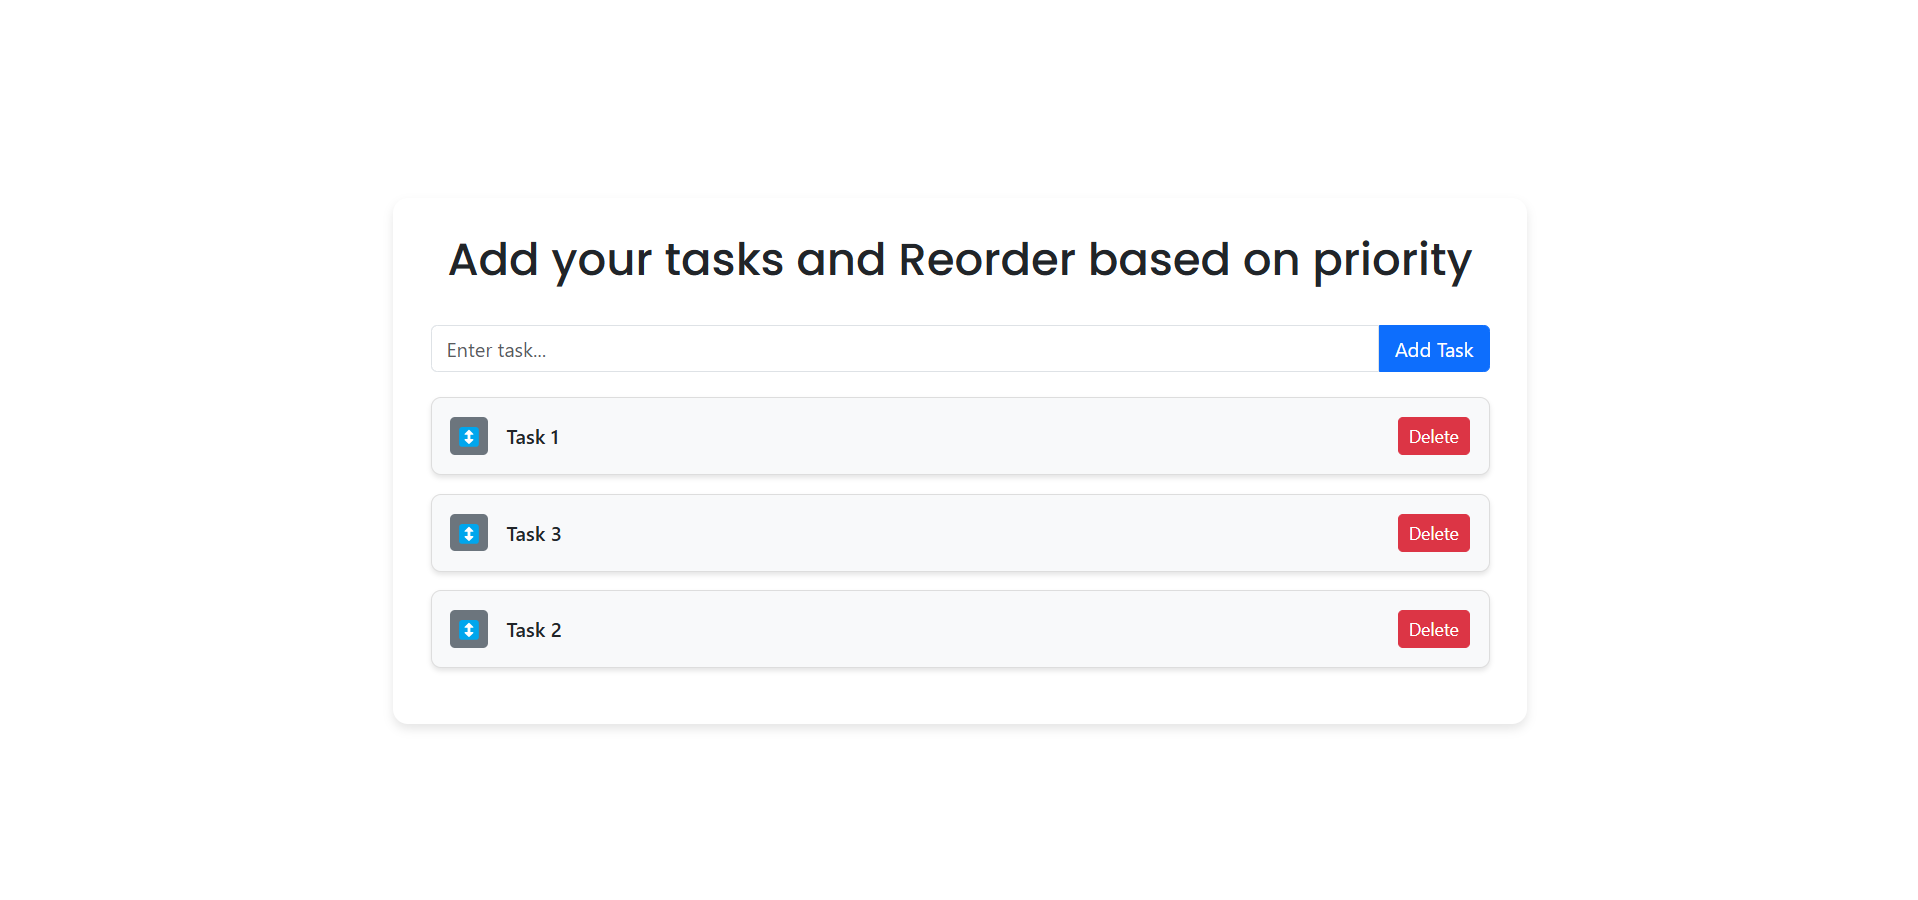 Add your tasks and Reorder based on priority
Enter task...
Add Task
Task 1
Delete
Task 3
Delete
Task 2
Delete